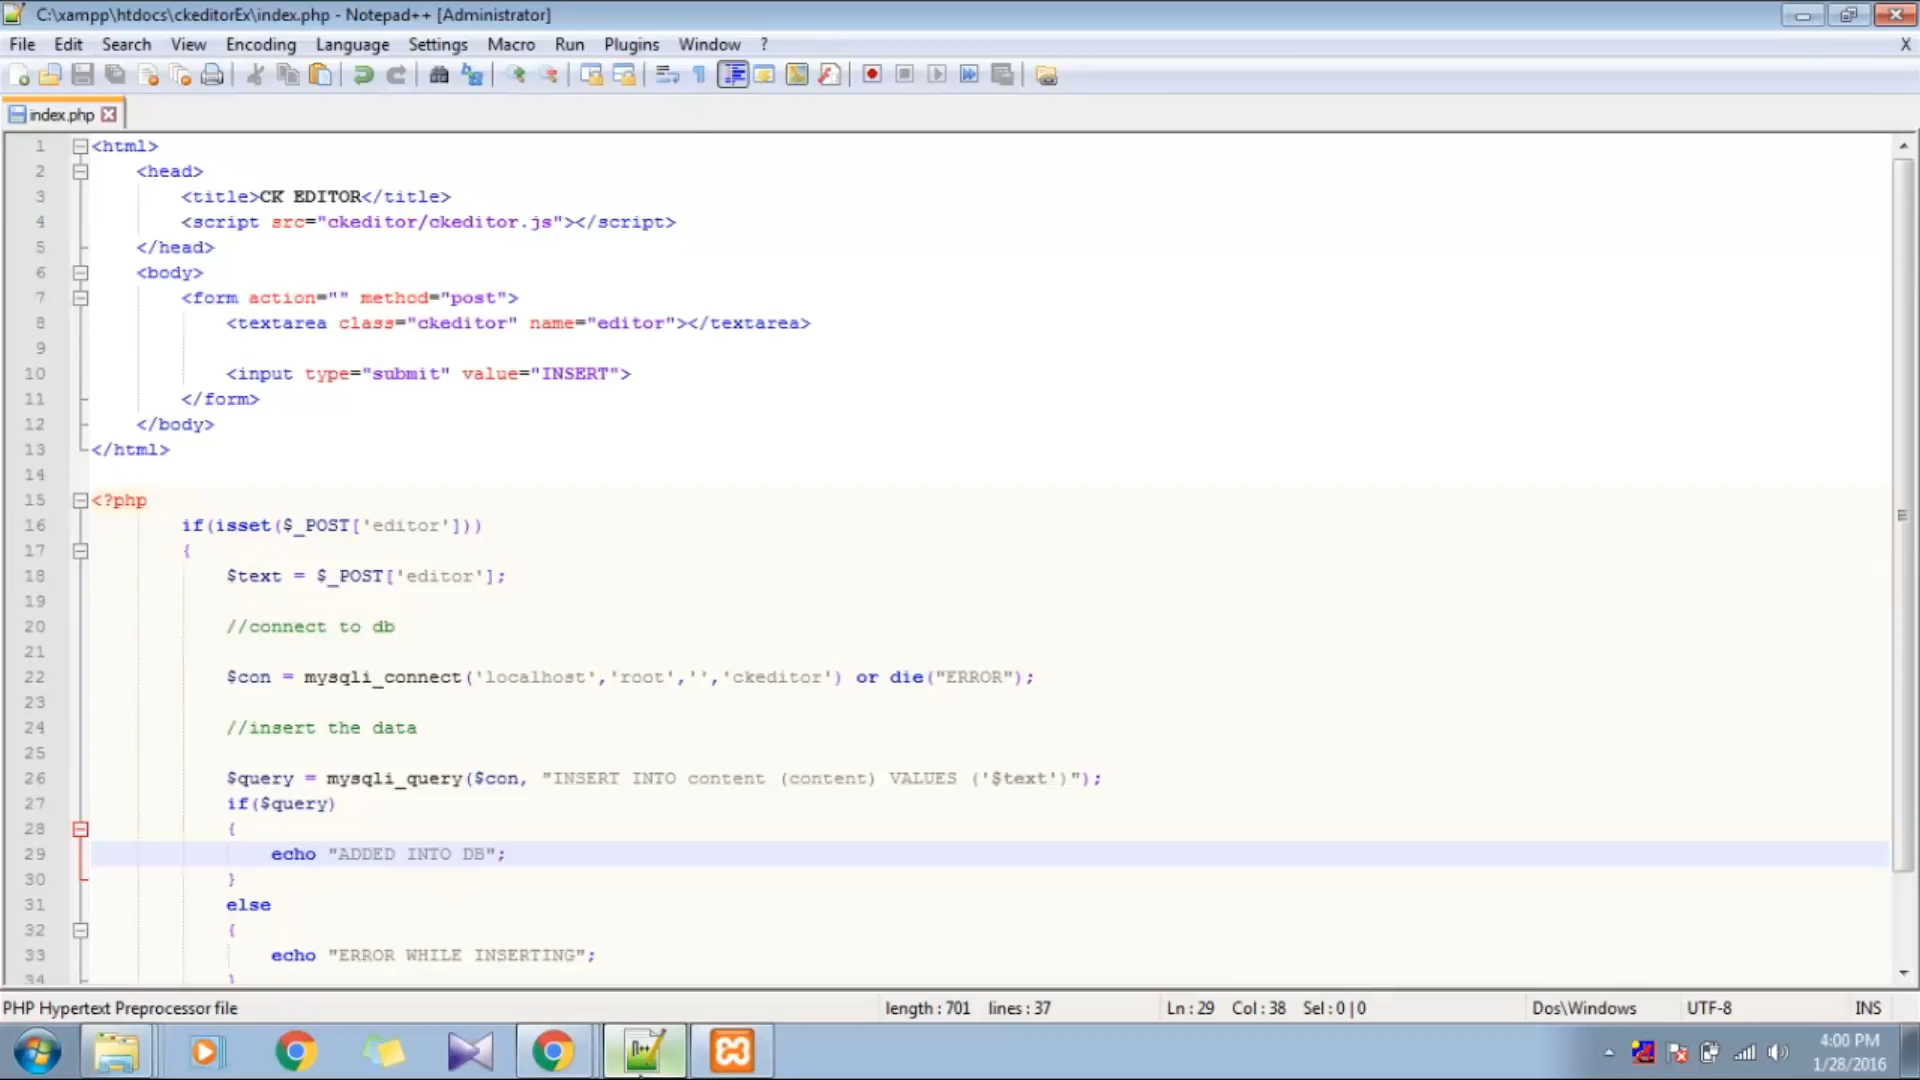 C:\xampp\htdocs\ckeditorEx\index.php - Notepad++ [Administrator]
File Edit Search View Encoding Language Settings Macro Run Plugins Window ? X
index.php
1 <html>
2 <head>
3 <title>CK EDITOR</title>
4 <script src="ckeditor/ckeditor.js"></script>
5 </head>
6 <body>
7 <form action="" method="post">
8 <textarea class="ckeditor" name="editor"></textarea>
9
10 <input type="submit" value="INSERT">
11 </form>
12 </body>
13 </html>
14
15 <?php
16 if(isset($_POST['editor']))
17 {
18 $text = $_POST['editor'];
19
20 //connect to db
21
22 $con = mysqli_connect('localhost','root','','ckeditor') or die("ERROR");
23
24 //insert the data
25
26 $query = mysqli_query($con, "INSERT INTO content (content) VALUES ('$text')");
27 if($query)
28 {
29 echo "ADDED INTO DB";
30 }
31 else
32 {
33 echo "ERROR WHILE INSERTING";
34 }
PHP Hypertext Preprocessor file length : 701 lines : 37 Ln : 29 Col : 38 Sel : 0 | 0 Dos\Windows UTF-8 INS
4:00 PM
1/28/2016